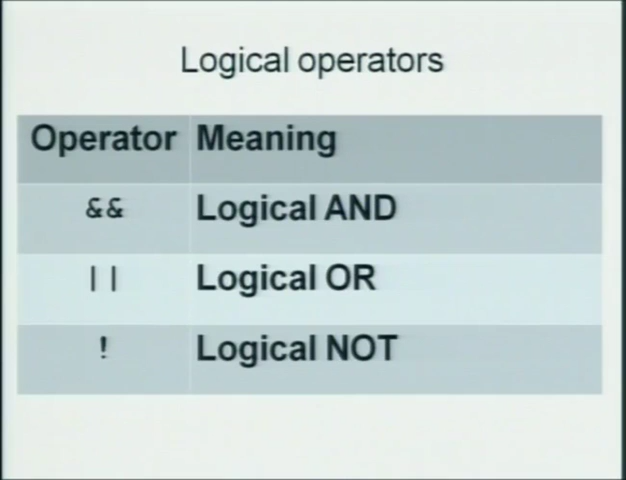 Logical operators
Operator Meaning
&& Logical AND
|| Logical OR
! Logical NOT